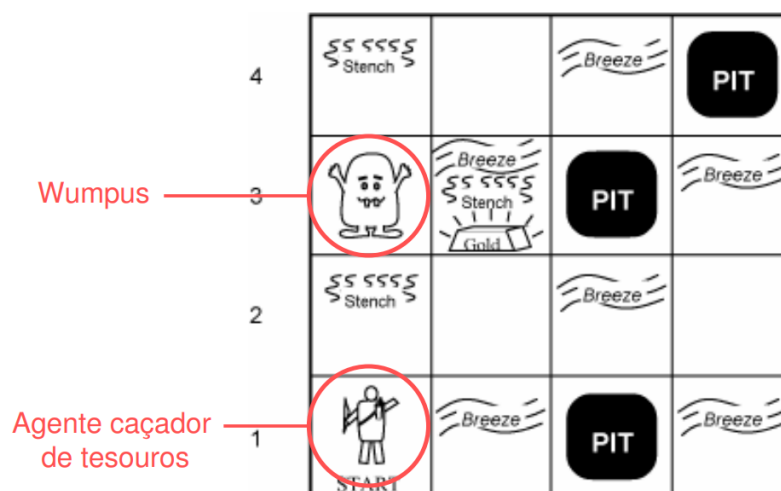 4
Stench
Breeze
PIT
Wumpus
3
Breeze
Stench
Gold
PIT
Breeze
2
Stench
Breeze
Agente caçador
de tesouros
1
START
Breeze
PIT
Breeze